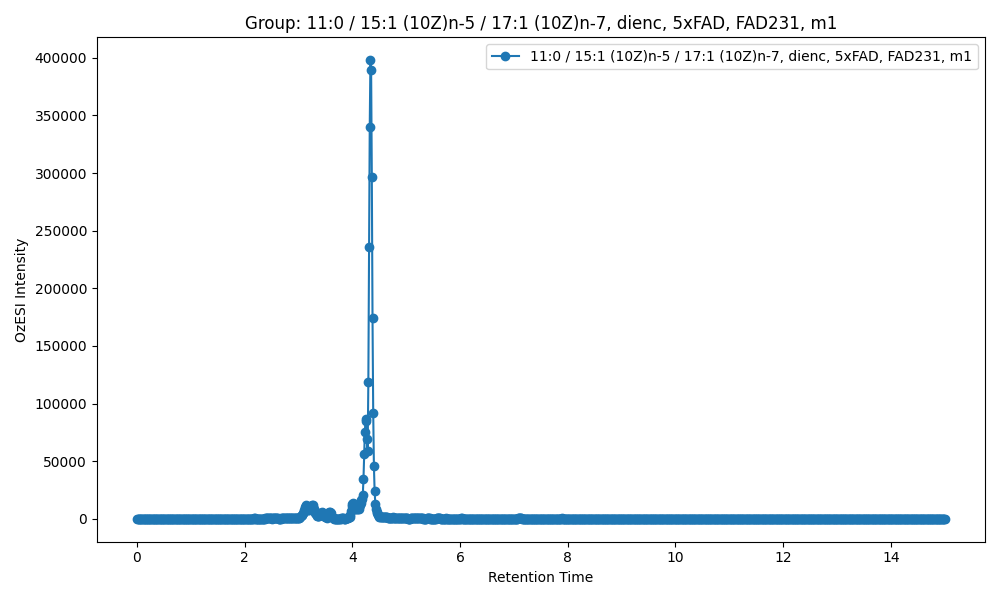 Group: 11:0 / 15:1 (10Z)n-5 / 17:1 (10Z)n-7, dienc, 5xFAD, FAD231, m1
11:0 / 15:1 (10Z)n-5 / 17:1 (10Z)n-7, dienc, 5xFAD, FAD231, m1
400000
350000
300000
250000
200000
150000
100000
50000
0
OzESI Intensity
0 2 4 6 8 10 12 14
Retention Time